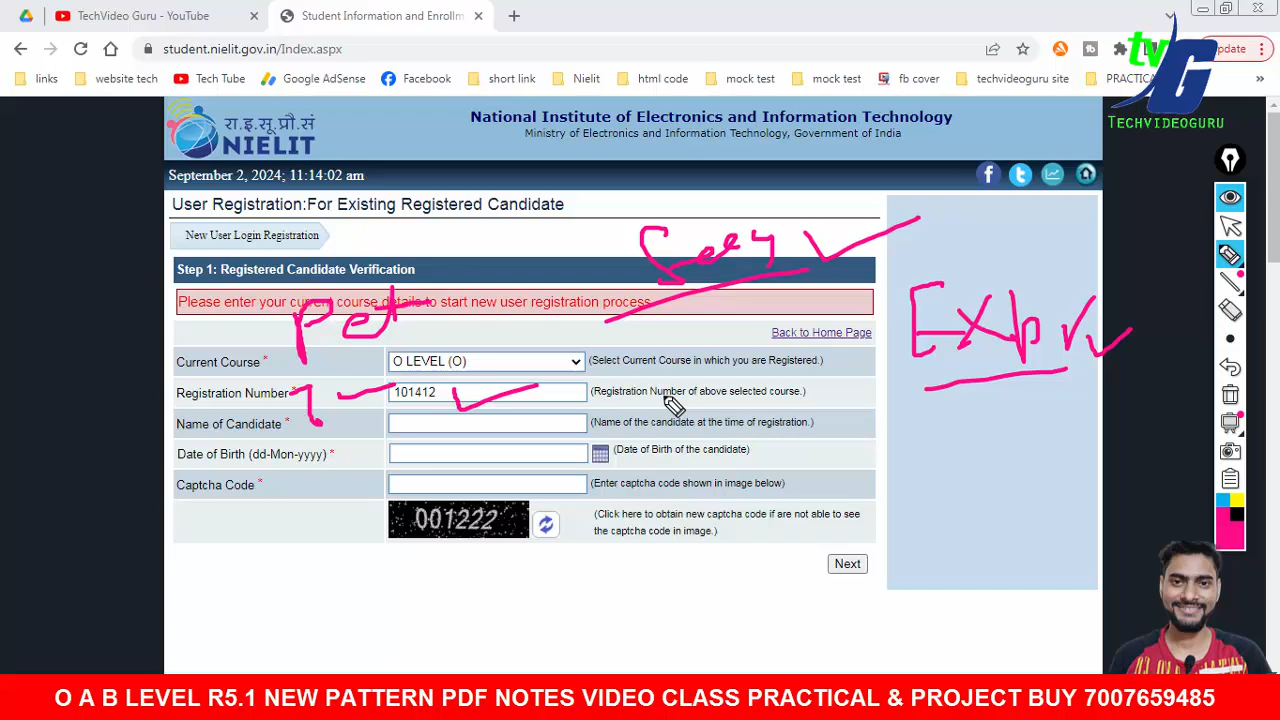 TechVideo Guru - YouTube
Student Information and Enrollm
student.nielit.gov.in/Index.aspx
Update
links
website tech
Tech Tube
Google AdSense
Facebook
short link
Nielit
html code
mock test
mock test
fb cover
techvideoguru site
PRACTICAL
tv
G
TECHVIDEOGURU
रा.इ.सू.प्रौ.सं
NIELIT
National Institute of Electronics and Information Technology
Ministry of Electronics and Information Technology, Government of India
September 2, 2024; 11:14:02 am
User Registration:For Existing Registered Candidate
New User Login Registration
Step 1: Registered Candidate Verification
Please enter your current course details to start new user registration process.
Back to Home Page
Current Course *
O LEVEL (O)
(Select Current Course in which you are Registered.)
Registration Number *
101412
(Registration Number of above selected course.)
Name of Candidate *
(Name of the candidate at the time of registration.)
Date of Birth (dd-Mon-yyyy) *
(Date of Birth of the candidate)
Captcha Code *
(Enter captcha code shown in image below)
001222
(Click here to obtain new captcha code if are not able to see
the captcha code in image.)
Next
O A B LEVEL R5.1 NEW PATTERN PDF NOTES VIDEO CLASS PRACTICAL & PROJECT BUY 7007659485